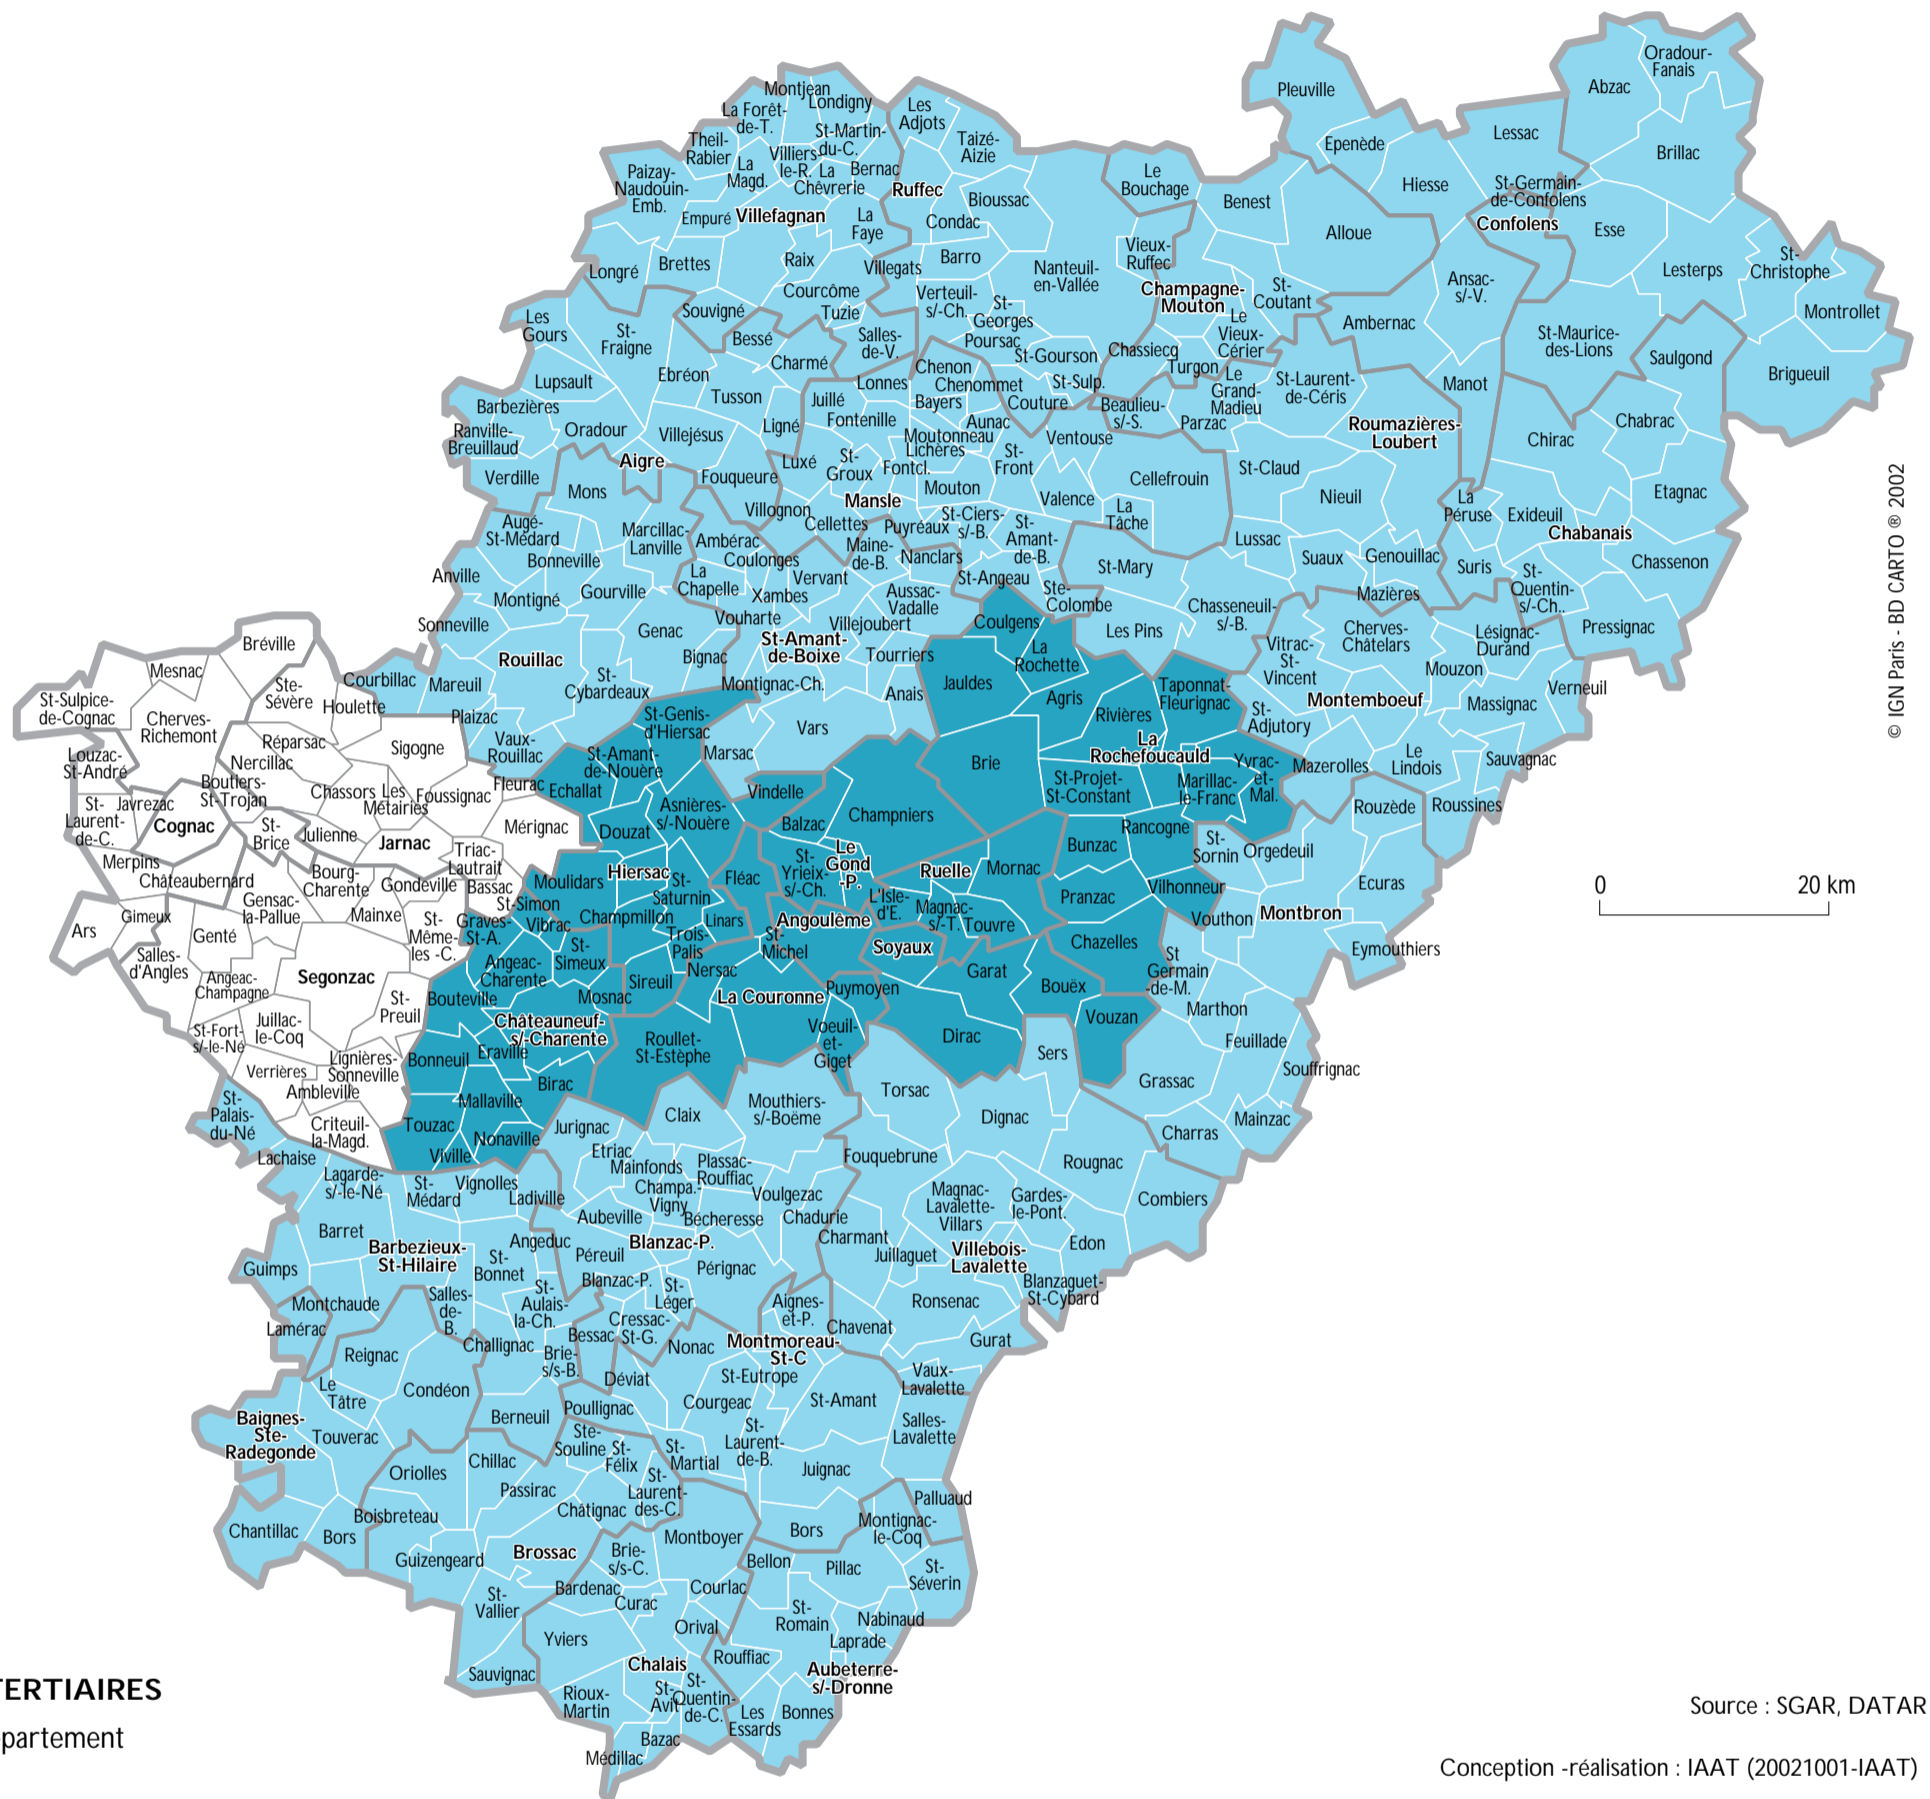 Oradour-
Fanais
Abzac
Pleuville
Montjean
Londigny
La Forêt-
de-T.
Les
Adjots
Lessac
St-Martin-
du-C.
Theil-
Rabier
Taizé-
Aizie
Epenède
Brillac
Villiers-
le-R.
La
Magd.
La
Chêvrerie
Bernac
Paizay-
Naudouin-
Emb.
Le
Bouchage
Hiesse
St-Germain-
de-Confolens
Ruffec
Bioussac
Benest
Empuré
Villefagnan
La
Faye
Condac
Confolens
Esse
Alloue
Vieux-
Ruffec
Barro
Raix
Brettes
Longré
Villegats
Nanteuil-
en-Vallée
St-
Christophe
Lesterps
Ansac-
s/-V.
Champagne-
Mouton
St-
Coutant
Courcôme
Verteuil-
s/-Ch.
Souvigné
Tuzie
St-
Georges
Montrollet
Les
Gours
St-
Fraigne
Bessé
Salles-
de-V.
Poursac
Le
Vieux-
Cérier
Ambernac
St-Maurice-
des-Lions
Saulgond
Charmé
St-Gourson
Chassiecq
Turgon
Chenon
Ebréon
Brigueuil
Lupsault
Lonnes
Chenommet
St-Sulp.
Le
Grand-
Madieu
St-Laurent-
de-Céris
Manot
Tusson
Juillé
Bayers
Couture
Barbezières
Beaulieu-
s/-S.
Parzac
Fontenille
Aunac
Chabrac
Ranville-
Breuillaud
Oradour
Villejésus
Ligné
Moutonneau
Lichères
Ventouse
Roumazières-
Loubert
Chirac
Aigre
Luxé
St-
Groux
Fontcl.
St-
Front
St-Claud
Verdille
Fouqueure
Cellefrouin
Mons
Mouton
Nieuil
Etagnac
Mansle
Valence
La
Péruse
Villognon
La
Tâche
Exideuil
Augé-
St-Médard
Marcillac-
Lanville
Cellettes
Puyréaux
St-Ciers-
s/-B.
St-
Amant-
de-B.
Chabanais
Ambérac
Lussac
Bonneville
Coulonges
Maine-
de-B.
Nanclars
Suaux
Genouillac
Chassenon
Anville
La
Chapelle
Vervant
St-Angeau
St-Mary
Suris
St-
Quentin-
s/-Ch..
Montigné
Gourville
Xambes
Aussac-
Vadalle
Ste-
Colombe
Mazières
Chasseneuil-
s/-B.
Sonneville
Genac
Vouharte
Villejoubert
Coulgens
Les Pins
Cherves-
Châtelars
Lésignac-
Durand
Pressignac
St-Amant-
de-Boixe
Bréville
Rouillac
Bignac
Tourriers
La
Rochette
Vitrac-
St-
Vincent
Mouzon
Mesnac
Courbillac
Mareuil
St-
Cybardeaux
Montignac-Ch.
Anais
Jauldes
Agris
Taponnat-
Fleurignac
Montemboeuf
Verneuil
Massignac
Ste-
Sévère
Houlette
St-Sulpice-
de-Cognac
Plaizac
St-Genis-
d'Hiersac
Vars
Rivières
St-
Adjutory
Cherves-
Richemont
Réparsac
Sigogne
Vaux-
Rouillac
Marsac
La
Rochefoucauld
Louzac-
St-André
Nercillac
St-Amant-
de-Nouère
Brie
Yvrac-
et-
Mal.
Mazerolles
Le
Lindois
Sauvagnac
Boutiers-
St-Trojan
Chassors
Les
Métairies
Foussignac
Fleurac
Echallat
Vindelle
St-Projet-
St-Constant
Marillac-
le-Franc
St-
Laurent-
de-C.
Javrezac
Asnières-
s/-Nouère
Champniers
Rouzède
Roussines
Cognac
St-
Brice
Julienne
Mérignac
Douzat
Balzac
Rancogne
Jarnac
Bunzac
St-
Sornin
Orgedeuil
Merpins
Triac-
Lautrait
Le
Gond
-P.
St-
Yrieix-
s/-Ch.
Ruelle
Mornac
Châteaubernard
Bourg-
Charente
Gondeville
Bassac
Hiersac
Moulidars
Fléac
Vilhonneur
Ecuras
Gensac-
la-Pallue
St-Simon
St-
Saturnin
L'Isle-
d'E.
Pranzac
Gimeux
Mainxe
Graves-
St-A.
Vibrac
Champmillon
Linars
Angoulême
Magnac-
s/-T.
Touvre
Vouthon
Montbron
Ars
Genté
St-
Même-
les -C.
Trois-
Palis
St-
Michel
Soyaux
Chazelles
Eymouthiers
Salles-
d'Angles
Segonzac
Angeac-
Charente
St-
Simeux
Sireuil
Nersac
Garat
St
Germain
-de-M.
Angeac-
Champagne
Bouteville
Mosnac
La Couronne
Puymoyen
Bouëx
St-
Preuil
Marthon
St-Fort-
s/-le-Né
Juillac-
le-Coq
Châteauneuf-
s/-Charente
Voeuil-
et-
Giget
Vouzan
Dirac
Feuillade
Lignières-
Sonneville
Bonneuil
Eraville
Roullet-
St-Estèphe
Sers
Souffrignac
Verrières
Birac
Grassac
Ambleville
Mallaville
Torsac
St-
Palais-
du-Né
Criteuil-
la-Magd.
Touzac
Nonaville
Jurignac
Claix
Mouthiers-
s/-Boëme
Dignac
Charras
Mainzac
Lachaise
Viville
Etriac
Mainfonds
Plassac-
Rouffiac
Fouquebrune
Rougnac
Lagarde-
s/-le-Né
St-
Médard
Vignolles
Ladiville
Champa.-
Vigny
Voulgezac
Magnac-
Lavalette-
Villars
Gardes-
le-Pont.
Combiers
Barret
Aubeville
Bécheresse
Chadurie
Charmant
Barbezieux-
St-Hilaire
Angeduc
Péreuil
Blanzac-P.
Juillaguet
Villebois-
Lavalette
Edon
Guimps
St-
Bonnet
Blanzac-P.
Pérignac
Blanzaguet-
St-Cybard
Montchaude
Salles-
de-
B.
St-
Aulais-
la-Ch.
St-
Léger
Aignes-
et-P.
Ronsenac
Lamérac
Cressac-
St-G.
Chavenat
Challignac
Bessac
Nonac
Montmoreau-
St-C
Gurat
Reignac
Brie-
s/s-B.
Déviat
St-Eutrope
Vaux-
Lavalette
Le
Tâtre
Condéon
Courgeac
St-Amant
Baignes-
Ste-
Radegonde
Berneuil
Poullignac
Salles-
Lavalette
Touverac
Ste-
Souline
St-
Félix
St-
Martial
St-
Laurent-
de-B.
Oriolles
Chillac
Juignac
Passirac
St-
Laurent-
des-C.
Palluaud
Châtignac
Boisbreteau
Chantillac
Bors
Montboyer
Bors
Montignac-
le-Coq
Guizengeard
Brossac
Brie-
s/s-C.
Bellon
Pillac
St-
Séverin
St-
Vallier
Bardenac
Curac
Courlac
St-
Romain
Nabinaud
Yviers
Orival
Laprade
Sauvignac
Chalais
Rouffiac
Aubeterre-
s/-Dronne
Rioux-
Martin
St-
Avit
St-
Quentin-
de-C.
Les
Essards
Bonnes
Bazac
Médillac
© IGN Paris - BD CARTO ® 2002
0 20 km
TERTIAIRES
partement
Source : SGAR, DATAR
Conception -réalisation : IAAT (20021001-IAAT)